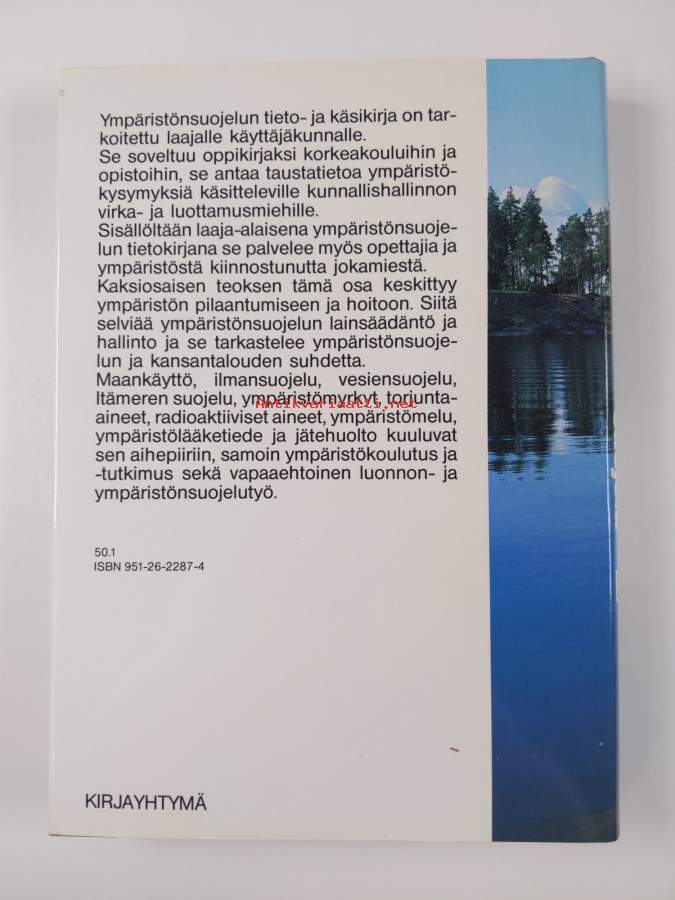 Ympäristönsuojelun tieto- ja käsikirja on tar-
koitettu laajalle käyttäjäkunnalle.
Se soveltuu oppikirjaksi korkeakouluihin ja
opistoihin, se antaa taustatietoa ympäristö-
kysymyksiä käsitteleville kunnallishallinnon
virka- ja luottamusmiehille.
Sisällöltään laaja-alaisena ympäristönsuoje-
lun tietokirjana se palvelee myös opettajia ja
ympäristöstä kiinnostunutta jokamiestä.
Kaksiosaisen teoksen tämä osa keskittyy
ympäristön pilaantumiseen ja hoitoon. Siitä
selviää ympäristönsuojelun lainsäädäntö ja
hallinto ja se tarkastelee ympäristönsuoje-
lun ja kansantalouden suhdetta.
Maankäyttö, ilmansuojelu, vesiensuojelu,
Itämeren suojelu, ympäristömyrkyt, torjunta-
Antikvariaatti.net
aineet, radioaktiiviset aineet, ympäristömelu,
ympäristölääketiede ja jätehuolto kuuluvat
sen aihepiiriin, samoin ympäristökoulutus ja
-tutkimus sekä vapaaehtoinen luonnon- ja
ympäristönsuojelutyö.
50.1
ISBN 951-26-2287-4
KIRJAYHTYMÄ